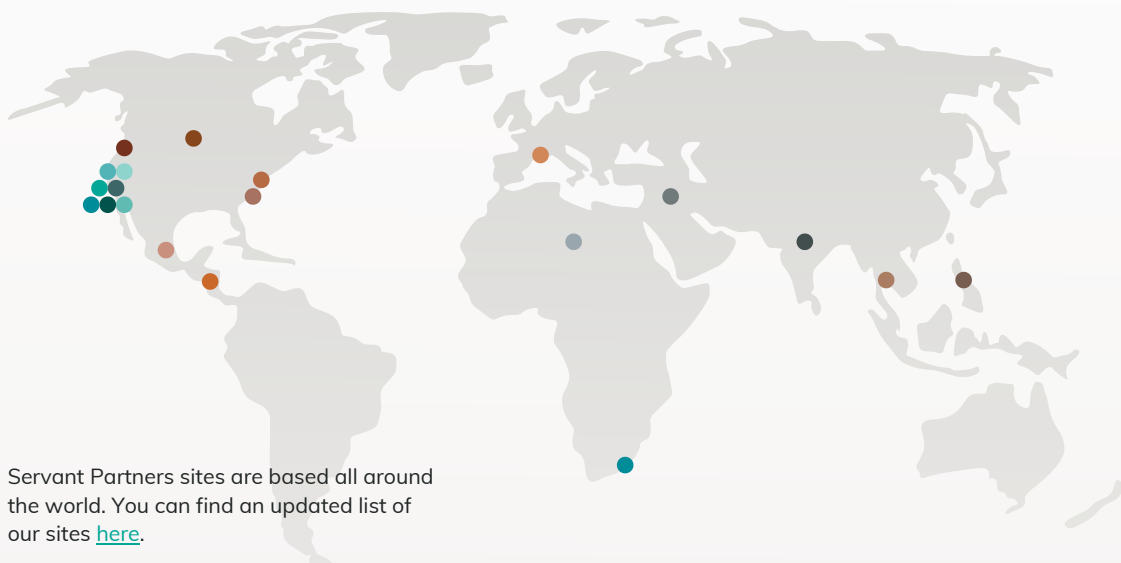 Servant Partners sites are based all around
the world. You can find an updated list of
our sites here.